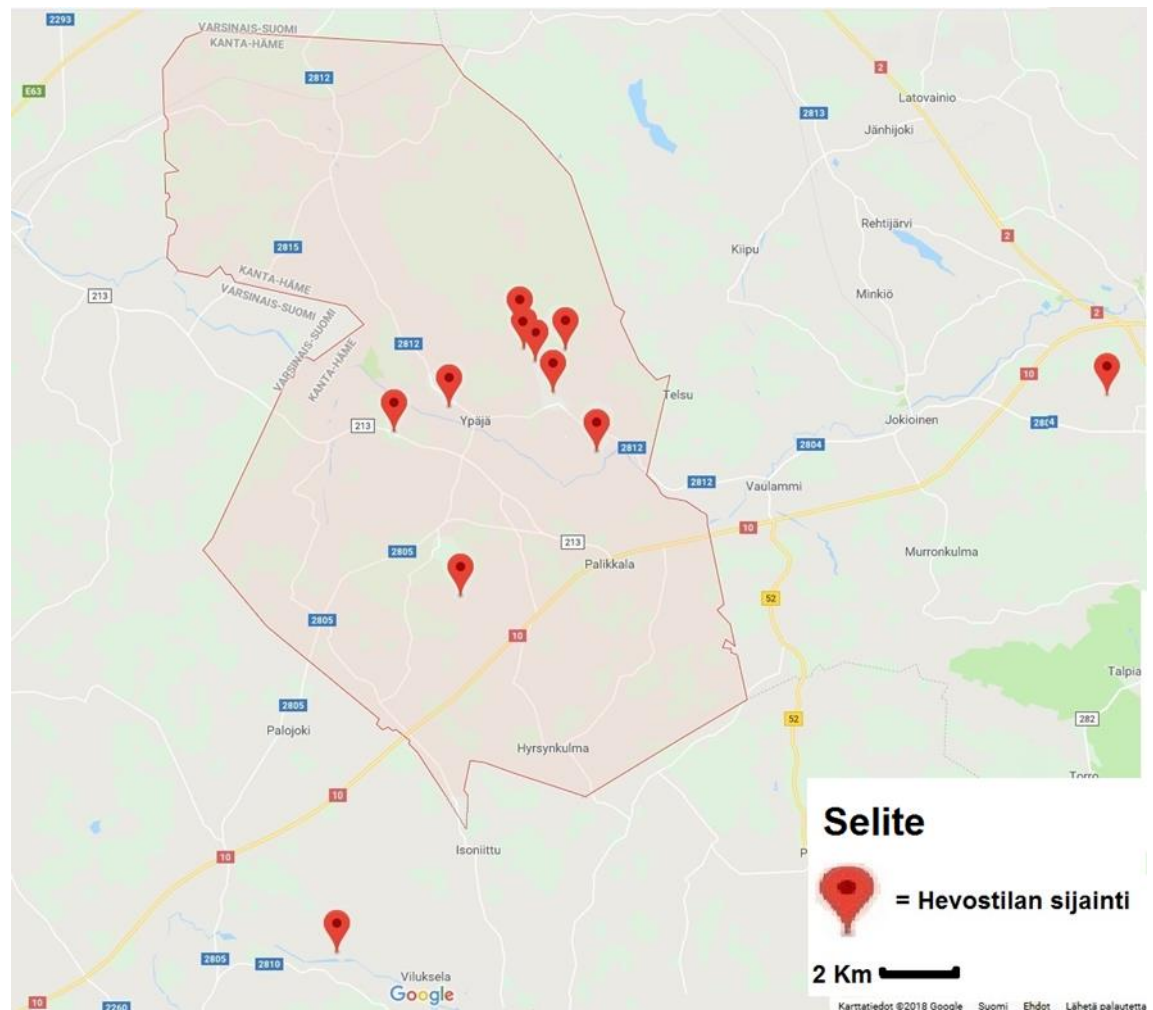 2293
VARSINAIS-SUOMI
KANTA-HÄME
2
2812
E63
Latovainio
2813
Jänhijoki
Rehtijärvi
2
2815
Kiipu
KANTA-HÄME
VARSINAIS-SUOMI
213
Minkiö
2
VARSINAIS-SUOMI
KANTA-HÄME
2812
10
Telsu
Ypäjä
213
Jokioinen
2804
2812
2804
2812
Vaulammi
10
213
2805
Palikkala
Murronkulma
52
2805
10
Talpia
2805
52
282
Palojoki
Hyrsynkulma
Torro
10
Selite
Isoniittu
P
10
= Hevostilan sijainti
2805
2810
2 Km
Viluksela
Google
10
2260
Karttatiedot ©2018 Google Suomi Ehdot Lähetä palautetta